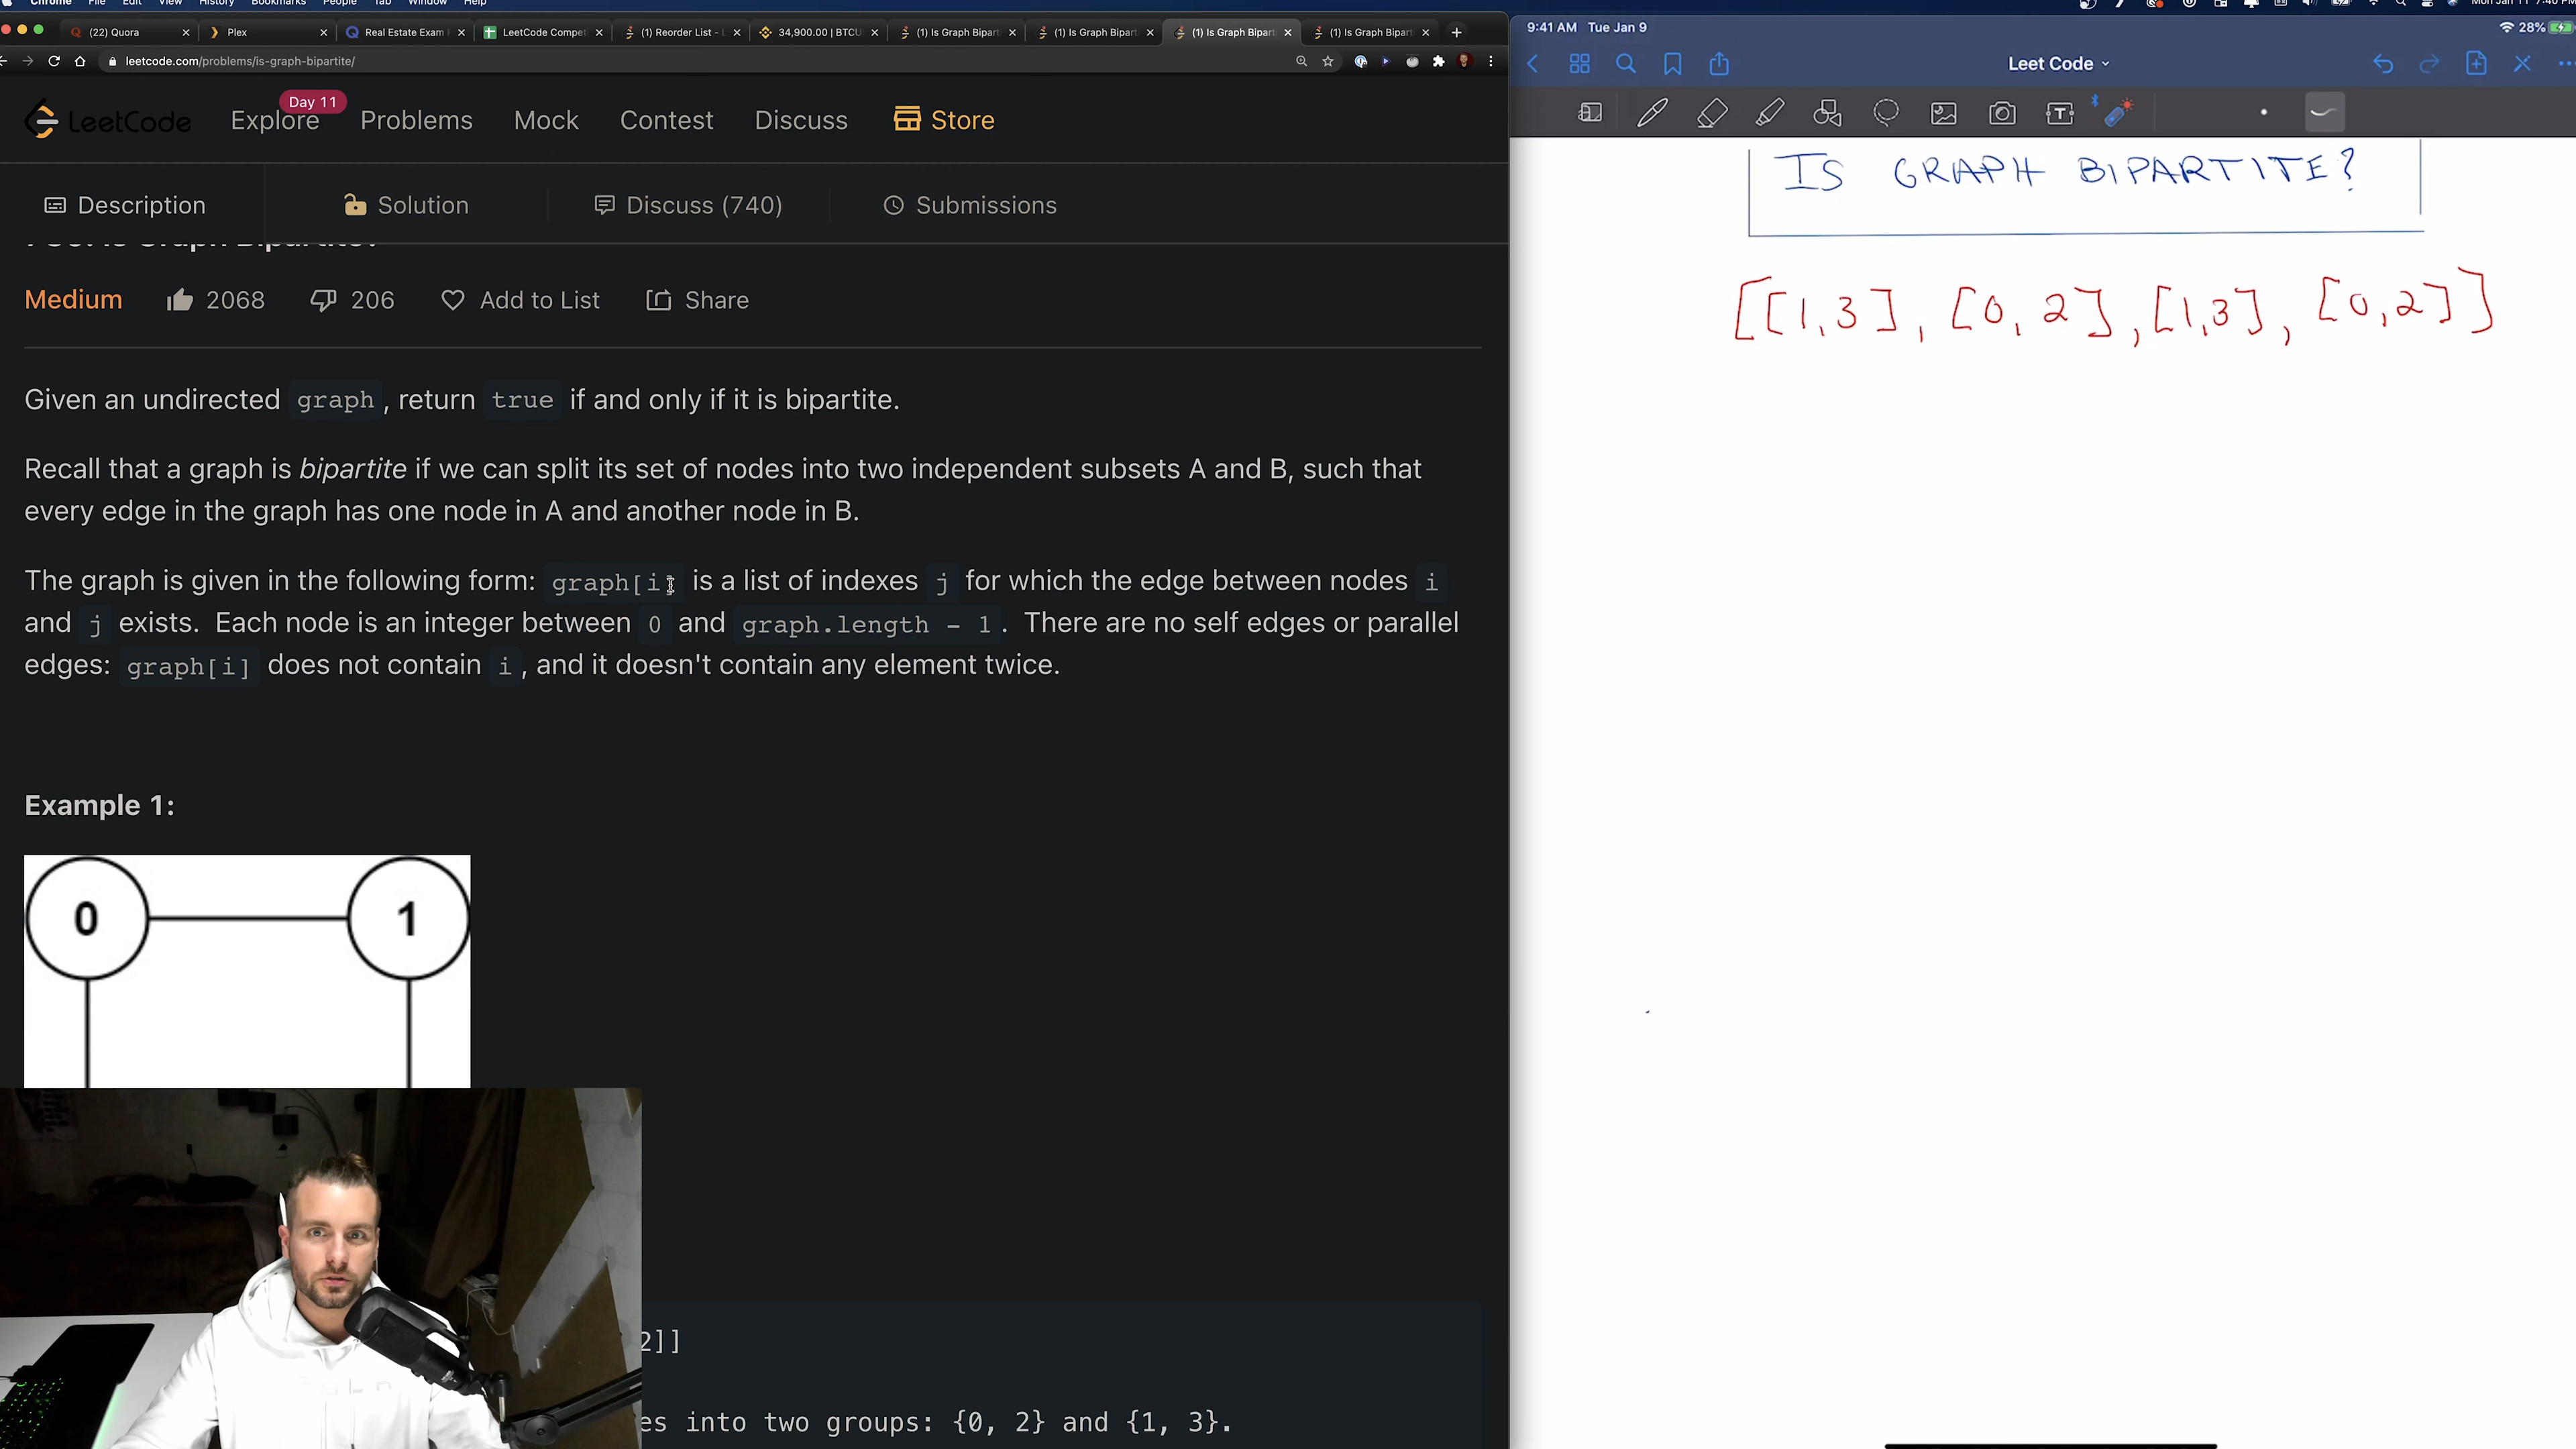 Chrome File Edit View History Bookmarks People Tab Window Help
(22) Quora Plex Real Estate Exam LeetCode Compet (1) Reorder List - 34,900.00 | BTCU (1) Is Graph Bipart (1) Is Graph Bipart (1) Is Graph Bipart (1) Is Graph Bipart
leetcode.com/problems/is-graph-bipartite/
LeetCode Explore Day 11 Problems Mock Contest Discuss Store
Description Solution Discuss (740) Submissions
Is Graph Bipartite?
Medium 2068 206 Add to List Share
Given an undirected graph, return true if and only if it is bipartite.
Recall that a graph is bipartite if we can split its set of nodes into two independent subsets A and B, such that
every edge in the graph has one node in A and another node in B.
The graph is given in the following form: graph[i] is a list of indexes j for which the edge between nodes i
and j exists. Each node is an integer between 0 and graph.length - 1. There are no self edges or parallel
edges: graph[i] does not contain i, and it doesn't contain any element twice.
Example 1:
0 1
2]]
es into two groups: {0, 2} and {1, 3}.
9:41 AM Tue Jan 9 28%
Leet Code
IS GRAPH BIPARTITE?
[[1,3], [0,2], [1,3], [0,2]]